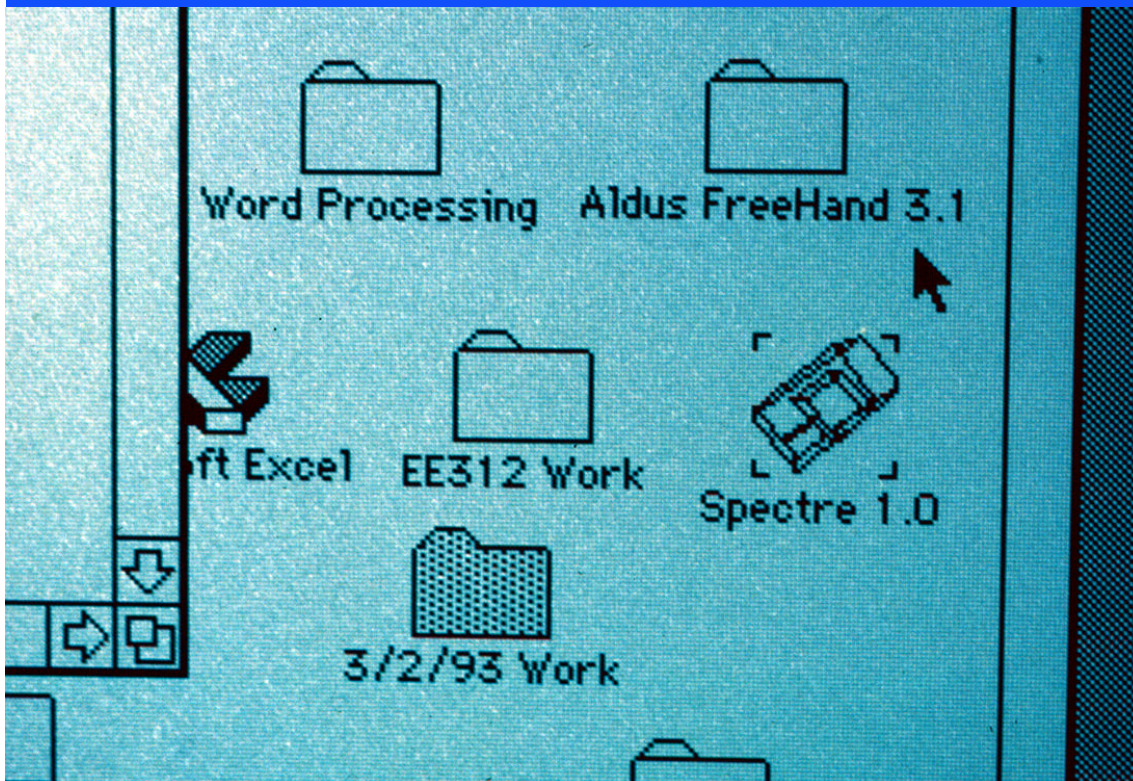 Word Processing
Aldus FreeHand 3.1
ft Excel
EE312 Work
Spectre 1.0
3/2/93 Work